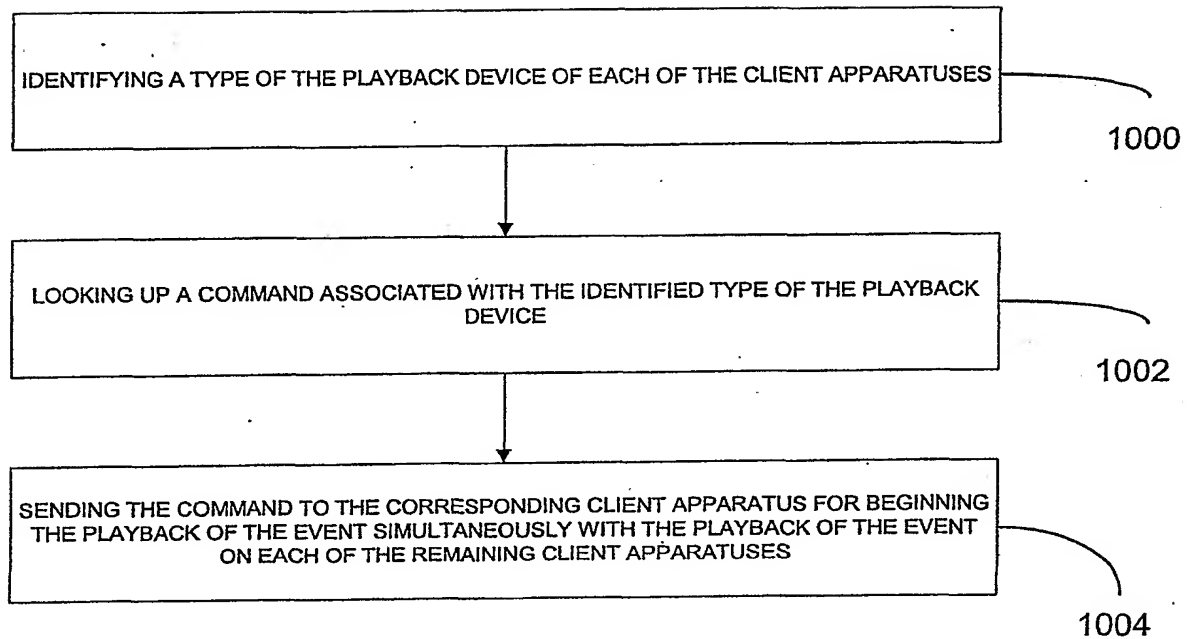 IDENTIFYING A TYPE OF THE PLAYBACK DEVICE OF EACH OF THE CLIENT APPARATUSES
1000
LOOKING UP A COMMAND ASSOCIATED WITH THE IDENTIFIED TYPE OF THE PLAYBACK
DEVICE
1002
SENDING THE COMMAND TO THE CORRESPONDING CLIENT APPARATUS FOR BEGINNING
THE PLAYBACK OF THE EVENT SIMULTANEOUSLY WITH THE PLAYBACK OF THE EVENT
ON EACH OF THE REMAINING CLIENT APPARATUSES
1004